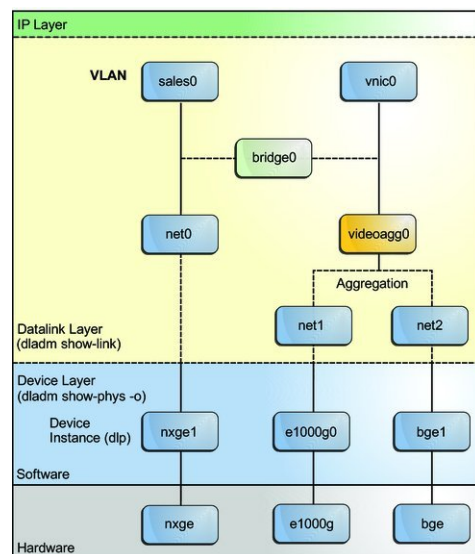 IP Layer
VLAN
sales0
vnic0
bridge0
net0
videoagg0
Aggregation
net1
net2
Datalink Layer
(dladm show-link)
Device Layer
(dladm show-phys -o)
Device
Instance (dlp)
nxge1
e1000g0
bge1
Software
nxge
e1000g
bge
Hardware